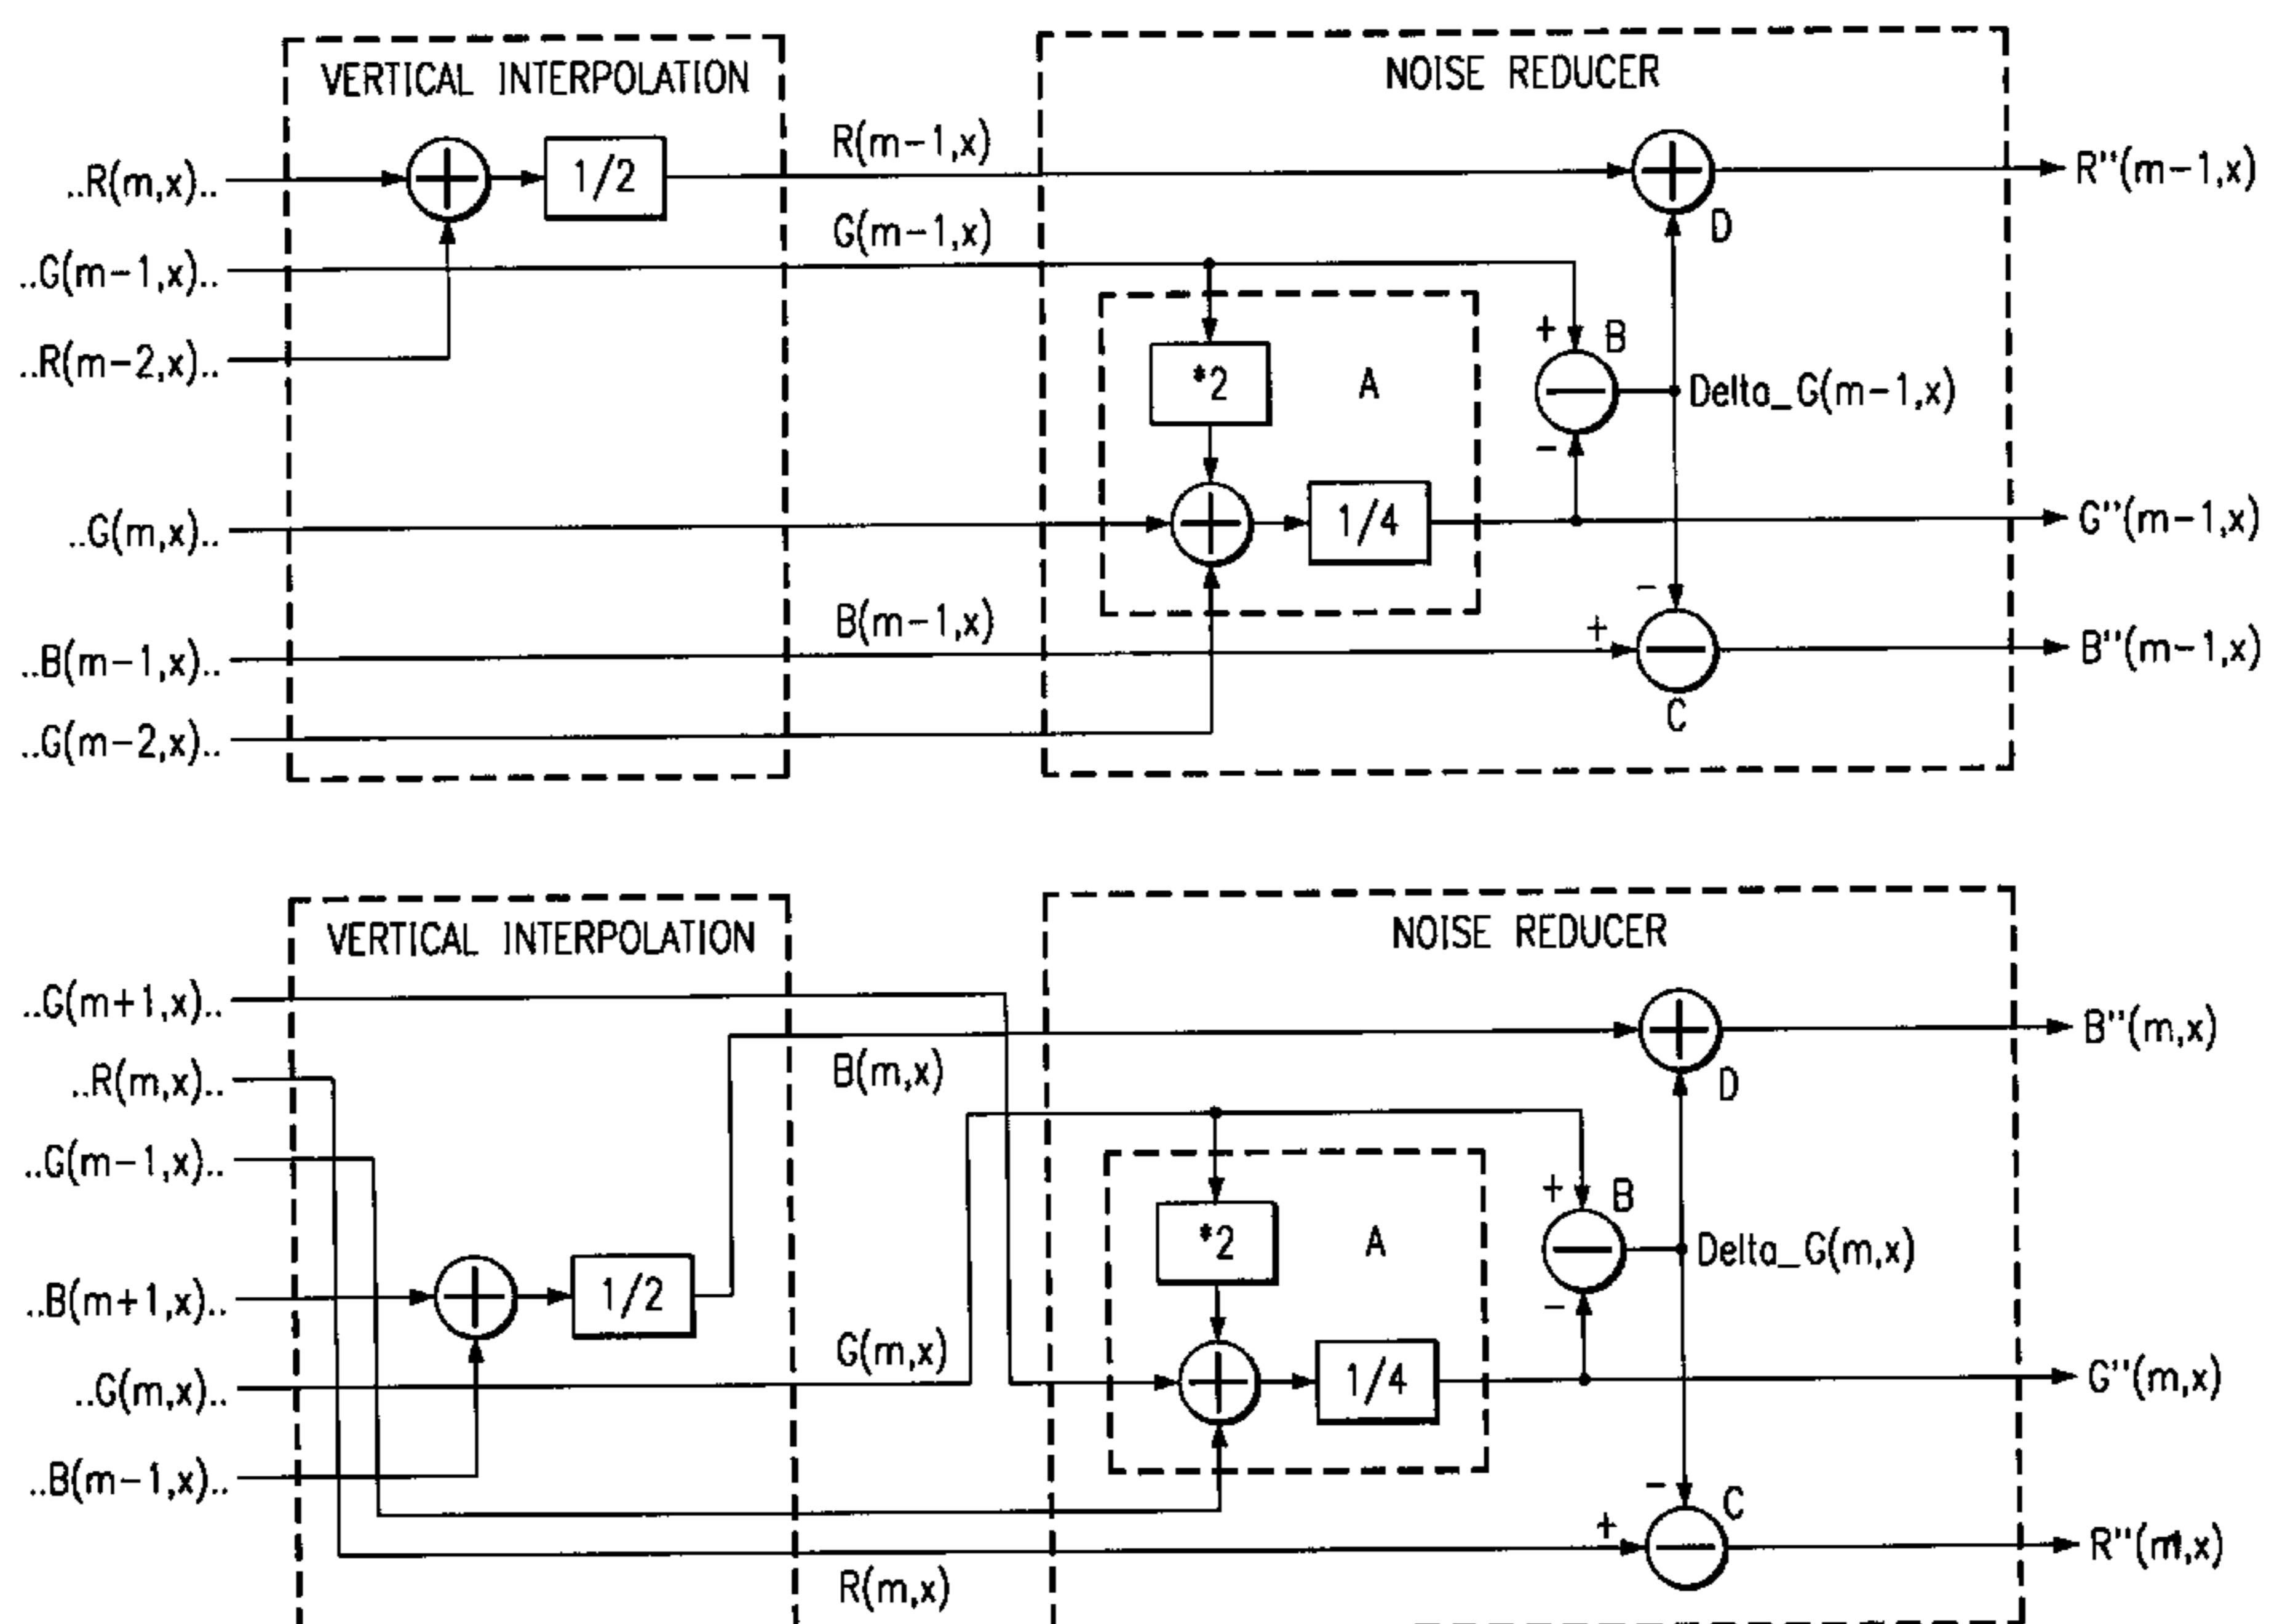 VERTICAL INTERPOLATION
NOISE REDUCER
..R(m,x)..
1/2
R(m-1,x)
+
D
R''(m-1,x)
..G(m-1,x)..
G(m-1,x)
..R(m-2,x)..
*2
A
+
B
-
Delta_G(m-1,x)
..G(m,x)..
1/4
G''(m-1,x)
..B(m-1,x)..
B(m-1,x)
-
+
C
B''(m-1,x)
..G(m-2,x)..
VERTICAL INTERPOLATION
NOISE REDUCER
..G(m+1,x)..
B(m,x)
D
B''(m,x)
..R(m,x)..
..G(m-1,x)..
*2
A
+
B
-
Delta_G(m,x)
..B(m+1,x)..
1/2
..G(m,x)..
G(m,x)
1/4
G''(m,x)
..B(m-1,x)..
-
+
C
R(m,x)
R''(m,x)